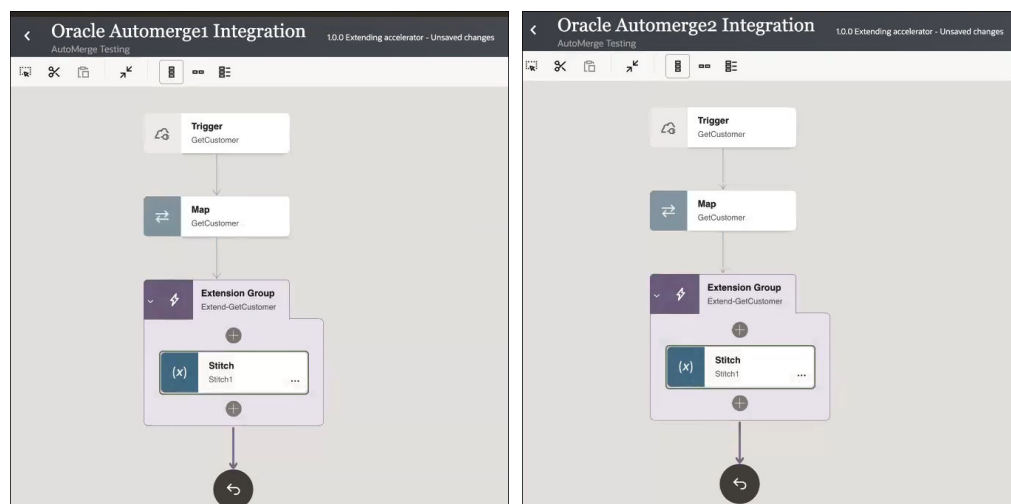 Oracle Automerge1 Integration
1.0.0 Extending accelerator - Unsaved changes
AutoMerge Testing
Trigger
GetCustomer
Map
GetCustomer
Extension Group
Extend-GetCustomer
(x)
Stitch
Stitch1
...
Oracle Automerge2 Integration
1.0.0 Extending accelerator - Unsaved changes
AutoMerge Testing
Trigger
GetCustomer
Map
GetCustomer
Extension Group
Extend-GetCustomer
(x)
Stitch
Stitch1
...